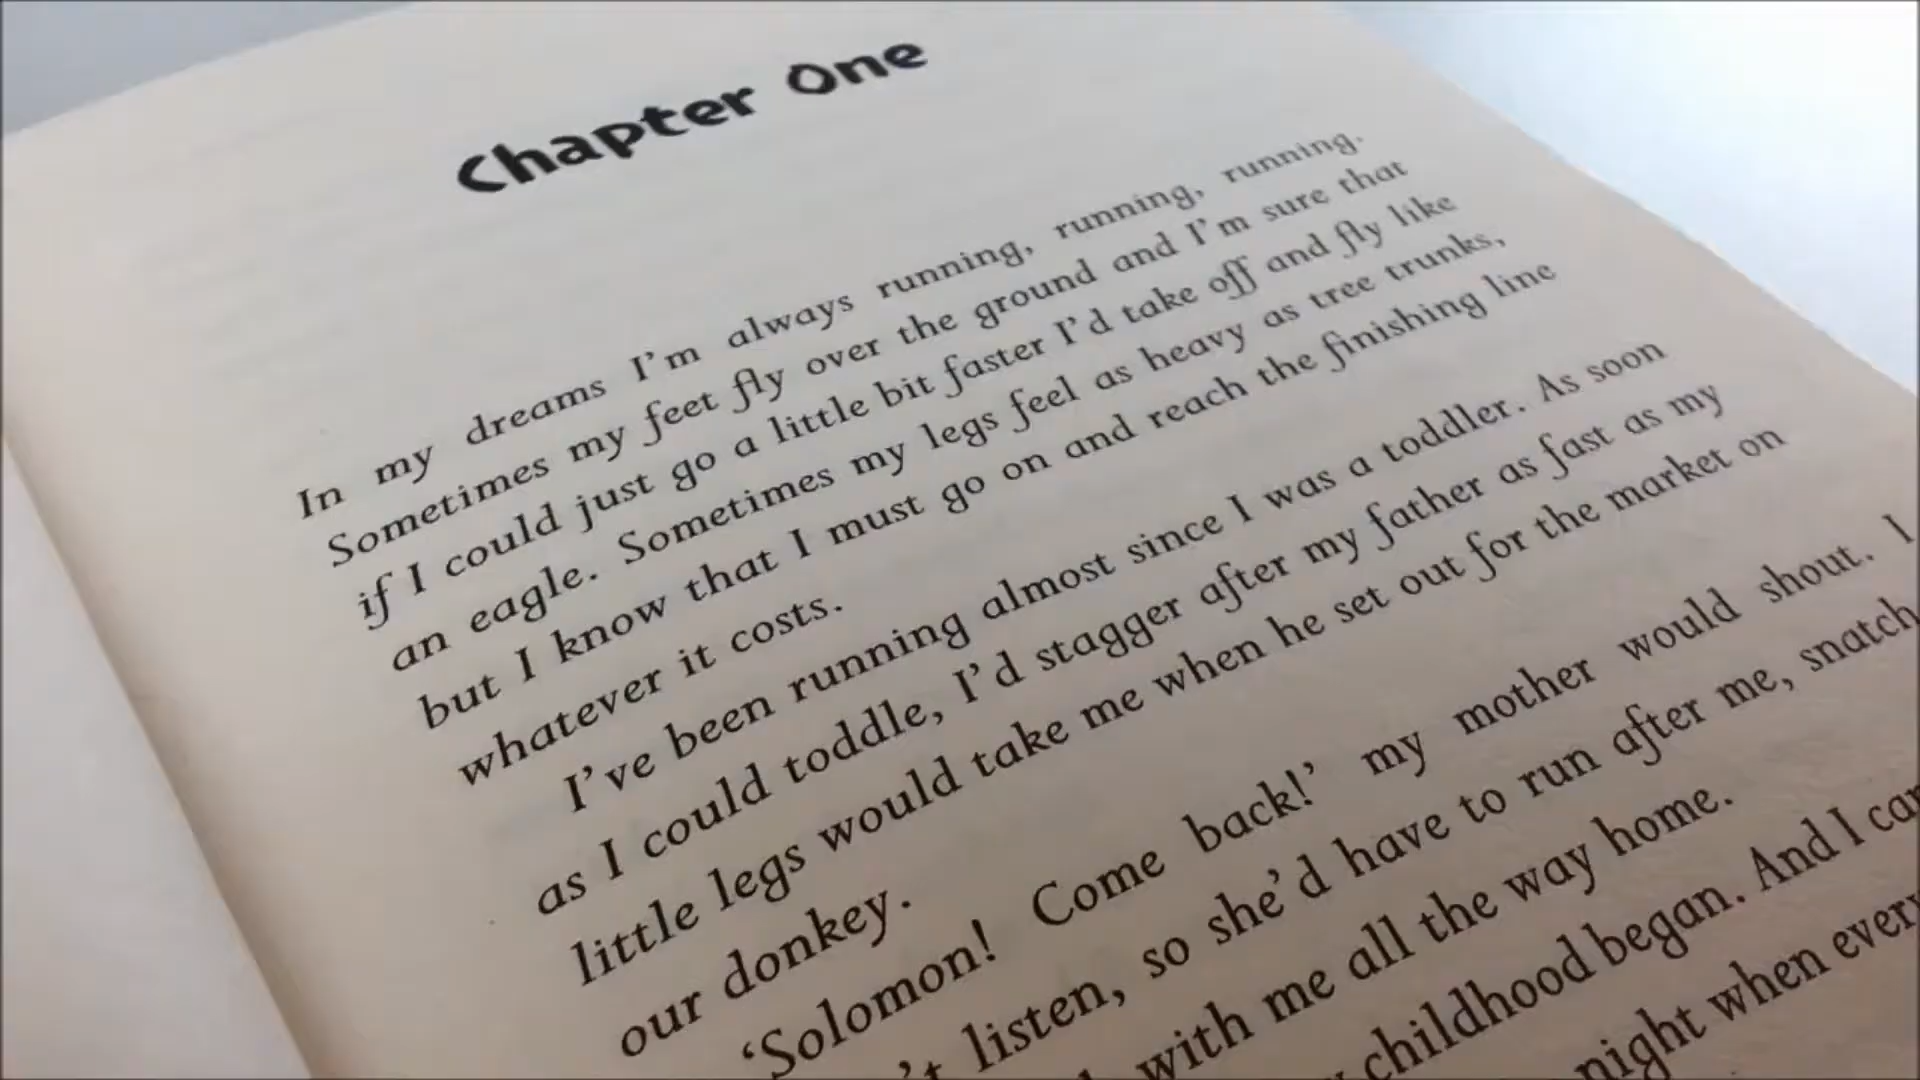 Chapter One
In my dreams I'm always running, running, running.
Sometimes my feet fly over the ground and I'm sure that
if I could just go a little bit faster I'd take off and fly like
an eagle. Sometimes my legs feel as heavy as tree trunks,
but I know that I must go on and reach the finishing line
whatever it costs.
I've been running almost since I was a toddler. As soon
as I could toddle, I'd stagger after my father as fast as my
little legs would take me when he set out for the market on
our donkey.
‘Solomon! Come back!’ my mother would shout. I
listen, so she'd have to run after me, snatch
with me all the way home.
childhood began. And I can
night when every